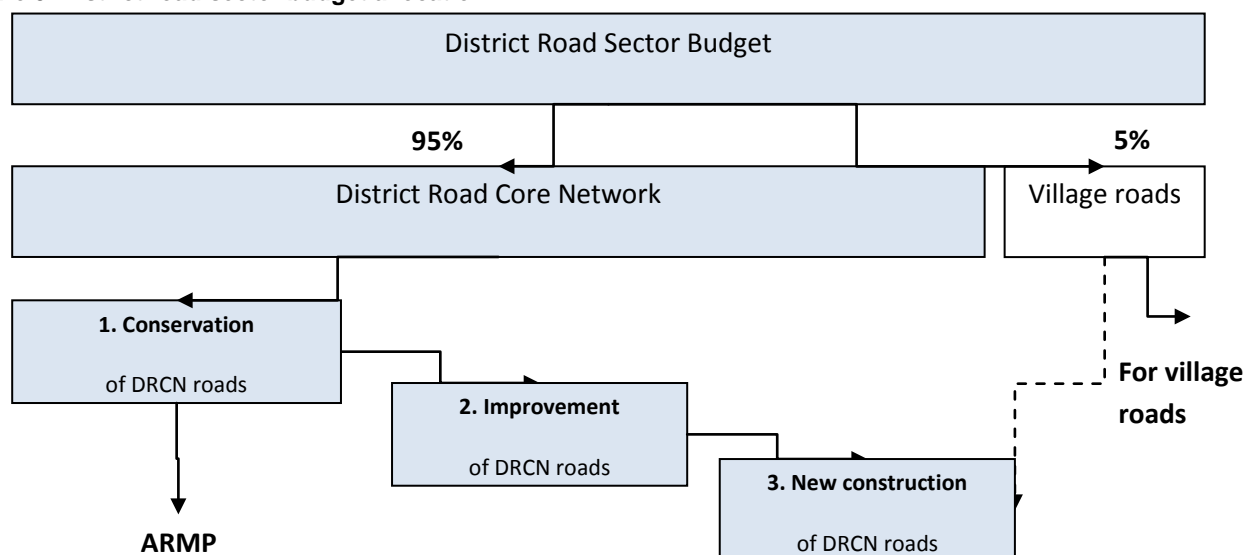 District Road Sector Budget
95%
5%
District Road Core Network
Village roads
1. Conservation
of DRCN roads
2. Improvement
of DRCN roads
For village
roads
3. New construction
of DRCN roads
ARMP